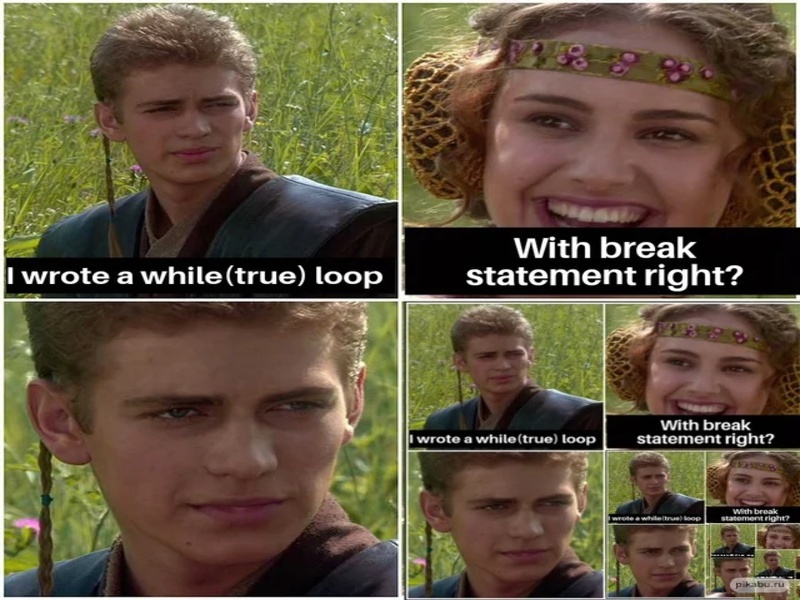 I wrote a while(true) loop
With break
statement right?
I wrote a while(true) loop
With break
statement right?
I wrote a while(true) loop
With break
statement right?
pikabu.ru